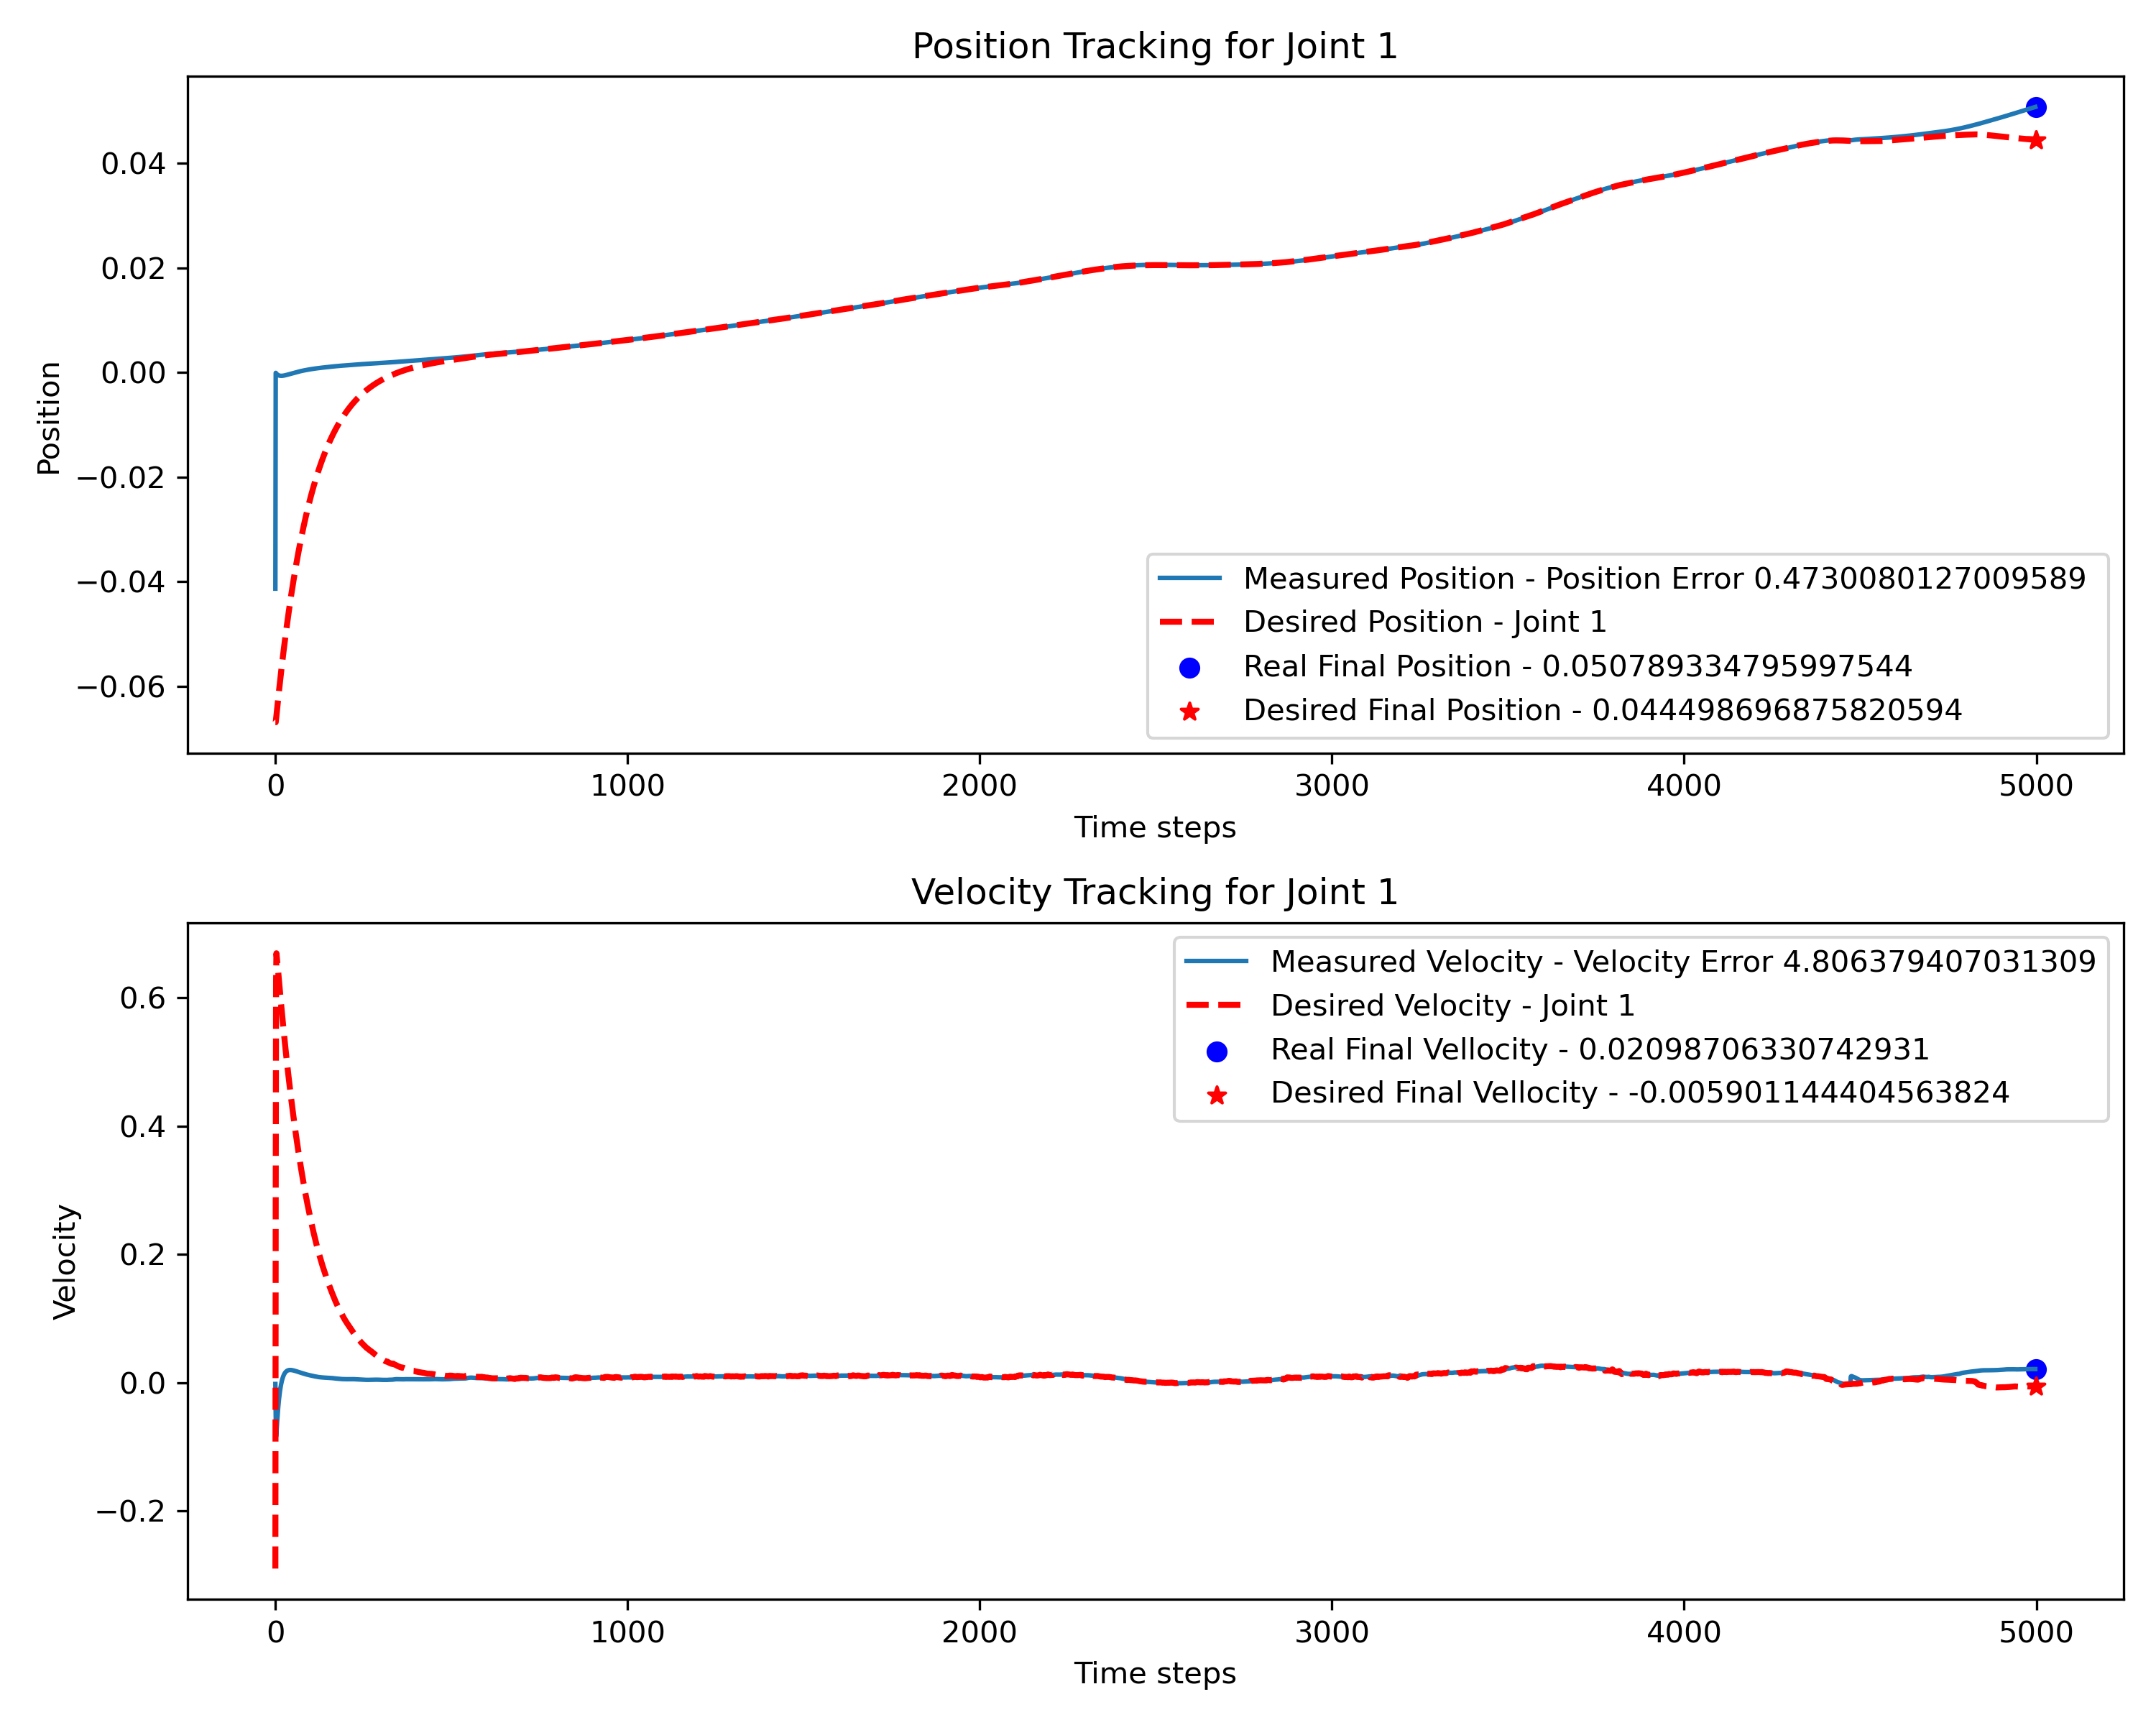 Position Tracking for Joint 1
0.04
0.02
0.00
−0.02
−0.04
−0.06
Position
Measured Position - Position Error 0.4730080127009589
Desired Position - Joint 1
Real Final Position - 0.050789334795997544
Desired Final Position - 0.044498696875820594
0 1000 2000 3000 4000 5000
Time steps
Velocity Tracking for Joint 1
0.6
0.4
0.2
0.0
−0.2
Velocity
Measured Velocity - Velocity Error 4.806379407031309
Desired Velocity - Joint 1
Real Final Vellocity - 0.02098706330742931
Desired Final Vellocity - -0.005901144404563824
0 1000 2000 3000 4000 5000
Time steps